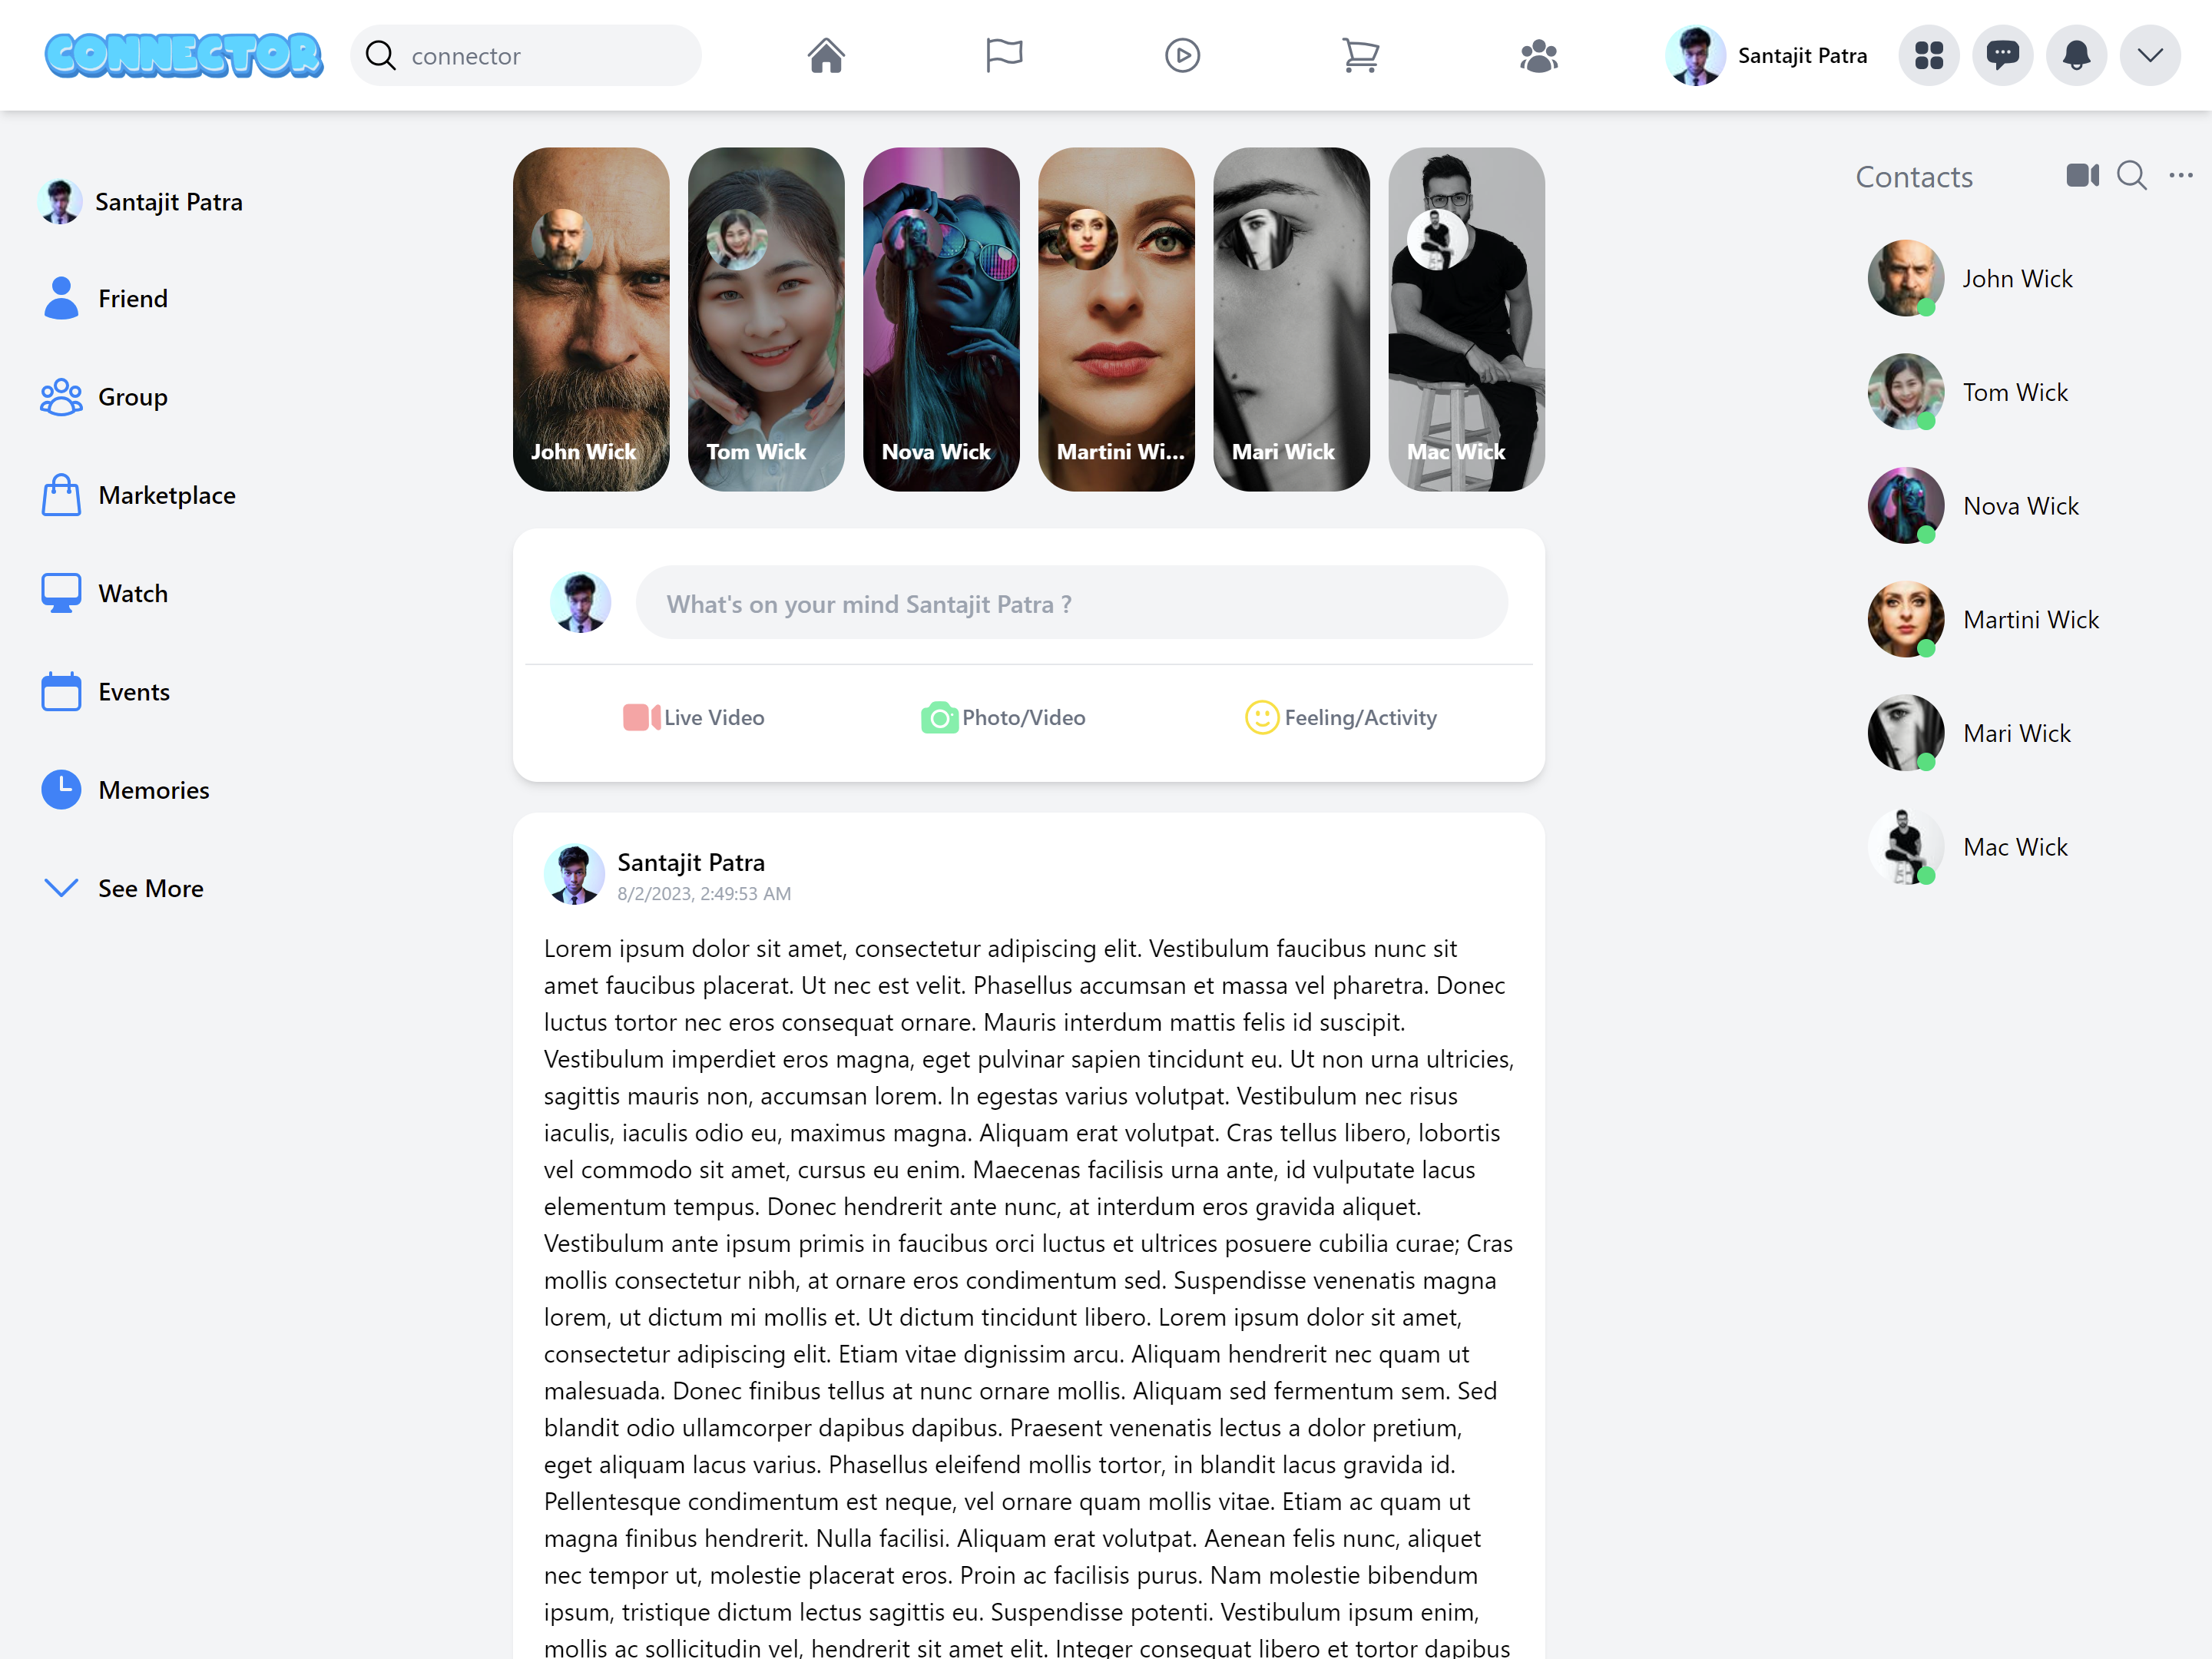 CONNECTOR
connector
Santajit Patra
Santajit Patra
Friend
Group
Marketplace
Watch
Events
Memories
See More
John Wick
Tom Wick
Nova Wick
Martini Wi...
Mari Wick
Mac Wick
What's on your mind Santajit Patra ?
Live Video
Photo/Video
Feeling/Activity
Santajit Patra
8/2/2023, 2:49:53 AM
Lorem ipsum dolor sit amet, consectetur adipiscing elit. Vestibulum faucibus nunc sit
amet faucibus placerat. Ut nec est velit. Phasellus accumsan et massa vel pharetra. Donec
luctus tortor nec eros consequat ornare. Mauris interdum mattis felis id suscipit.
Vestibulum imperdiet eros magna, eget pulvinar sapien tincidunt eu. Ut non urna ultricies,
sagittis mauris non, accumsan lorem. In egestas varius volutpat. Vestibulum nec risus
iaculis, iaculis odio eu, maximus magna. Aliquam erat volutpat. Cras tellus libero, lobortis
vel commodo sit amet, cursus eu enim. Maecenas facilisis urna ante, id vulputate lacus
elementum tempus. Donec hendrerit ante nunc, at interdum eros gravida aliquet.
Vestibulum ante ipsum primis in faucibus orci luctus et ultrices posuere cubilia curae; Cras
mollis consectetur nibh, at ornare eros condimentum sed. Suspendisse venenatis magna
lorem, ut dictum mi mollis et. Ut dictum tincidunt libero. Lorem ipsum dolor sit amet,
consectetur adipiscing elit. Etiam vitae dignissim arcu. Aliquam hendrerit nec quam ut
malesuada. Donec finibus tellus at nunc ornare mollis. Aliquam sed fermentum sem. Sed
blandit odio ullamcorper dapibus dapibus. Praesent venenatis lectus a dolor pretium,
eget aliquam lacus varius. Phasellus eleifend mollis tortor, in blandit lacus gravida id.
Pellentesque condimentum est neque, vel ornare quam mollis vitae. Etiam ac quam ut
magna finibus hendrerit. Nulla facilisi. Aliquam erat volutpat. Aenean felis nunc, aliquet
nec tempor ut, molestie placerat eros. Proin ac facilisis purus. Nam molestie bibendum
ipsum, tristique dictum lectus sagittis eu. Suspendisse potenti. Vestibulum ipsum enim,
mollis ac sollicitudin vel, hendrerit sit amet elit. Integer consequat libero et tortor dapibus
Contacts
John Wick
Tom Wick
Nova Wick
Martini Wick
Mari Wick
Mac Wick